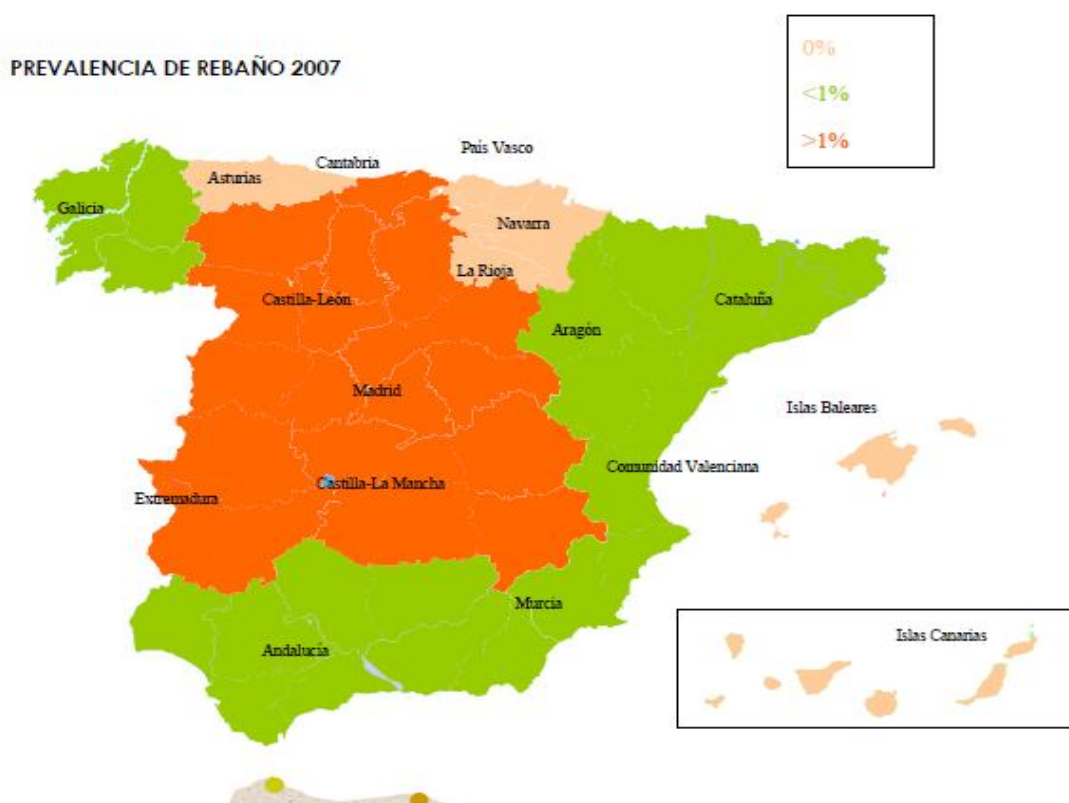 PREVALENCIA DE REBAÑO 2007
0%
<1%
>1%
País Vasco
Cantabria
Asturias
Galicia
Navarra
La Rioja
Castilla-León
Cataluña
Aragón
Madrid
Islas Baleares
Comunidad Valenciana
Castilla-La Mancha
Extremadura
Murcia
Islas Canarias
Andalucía